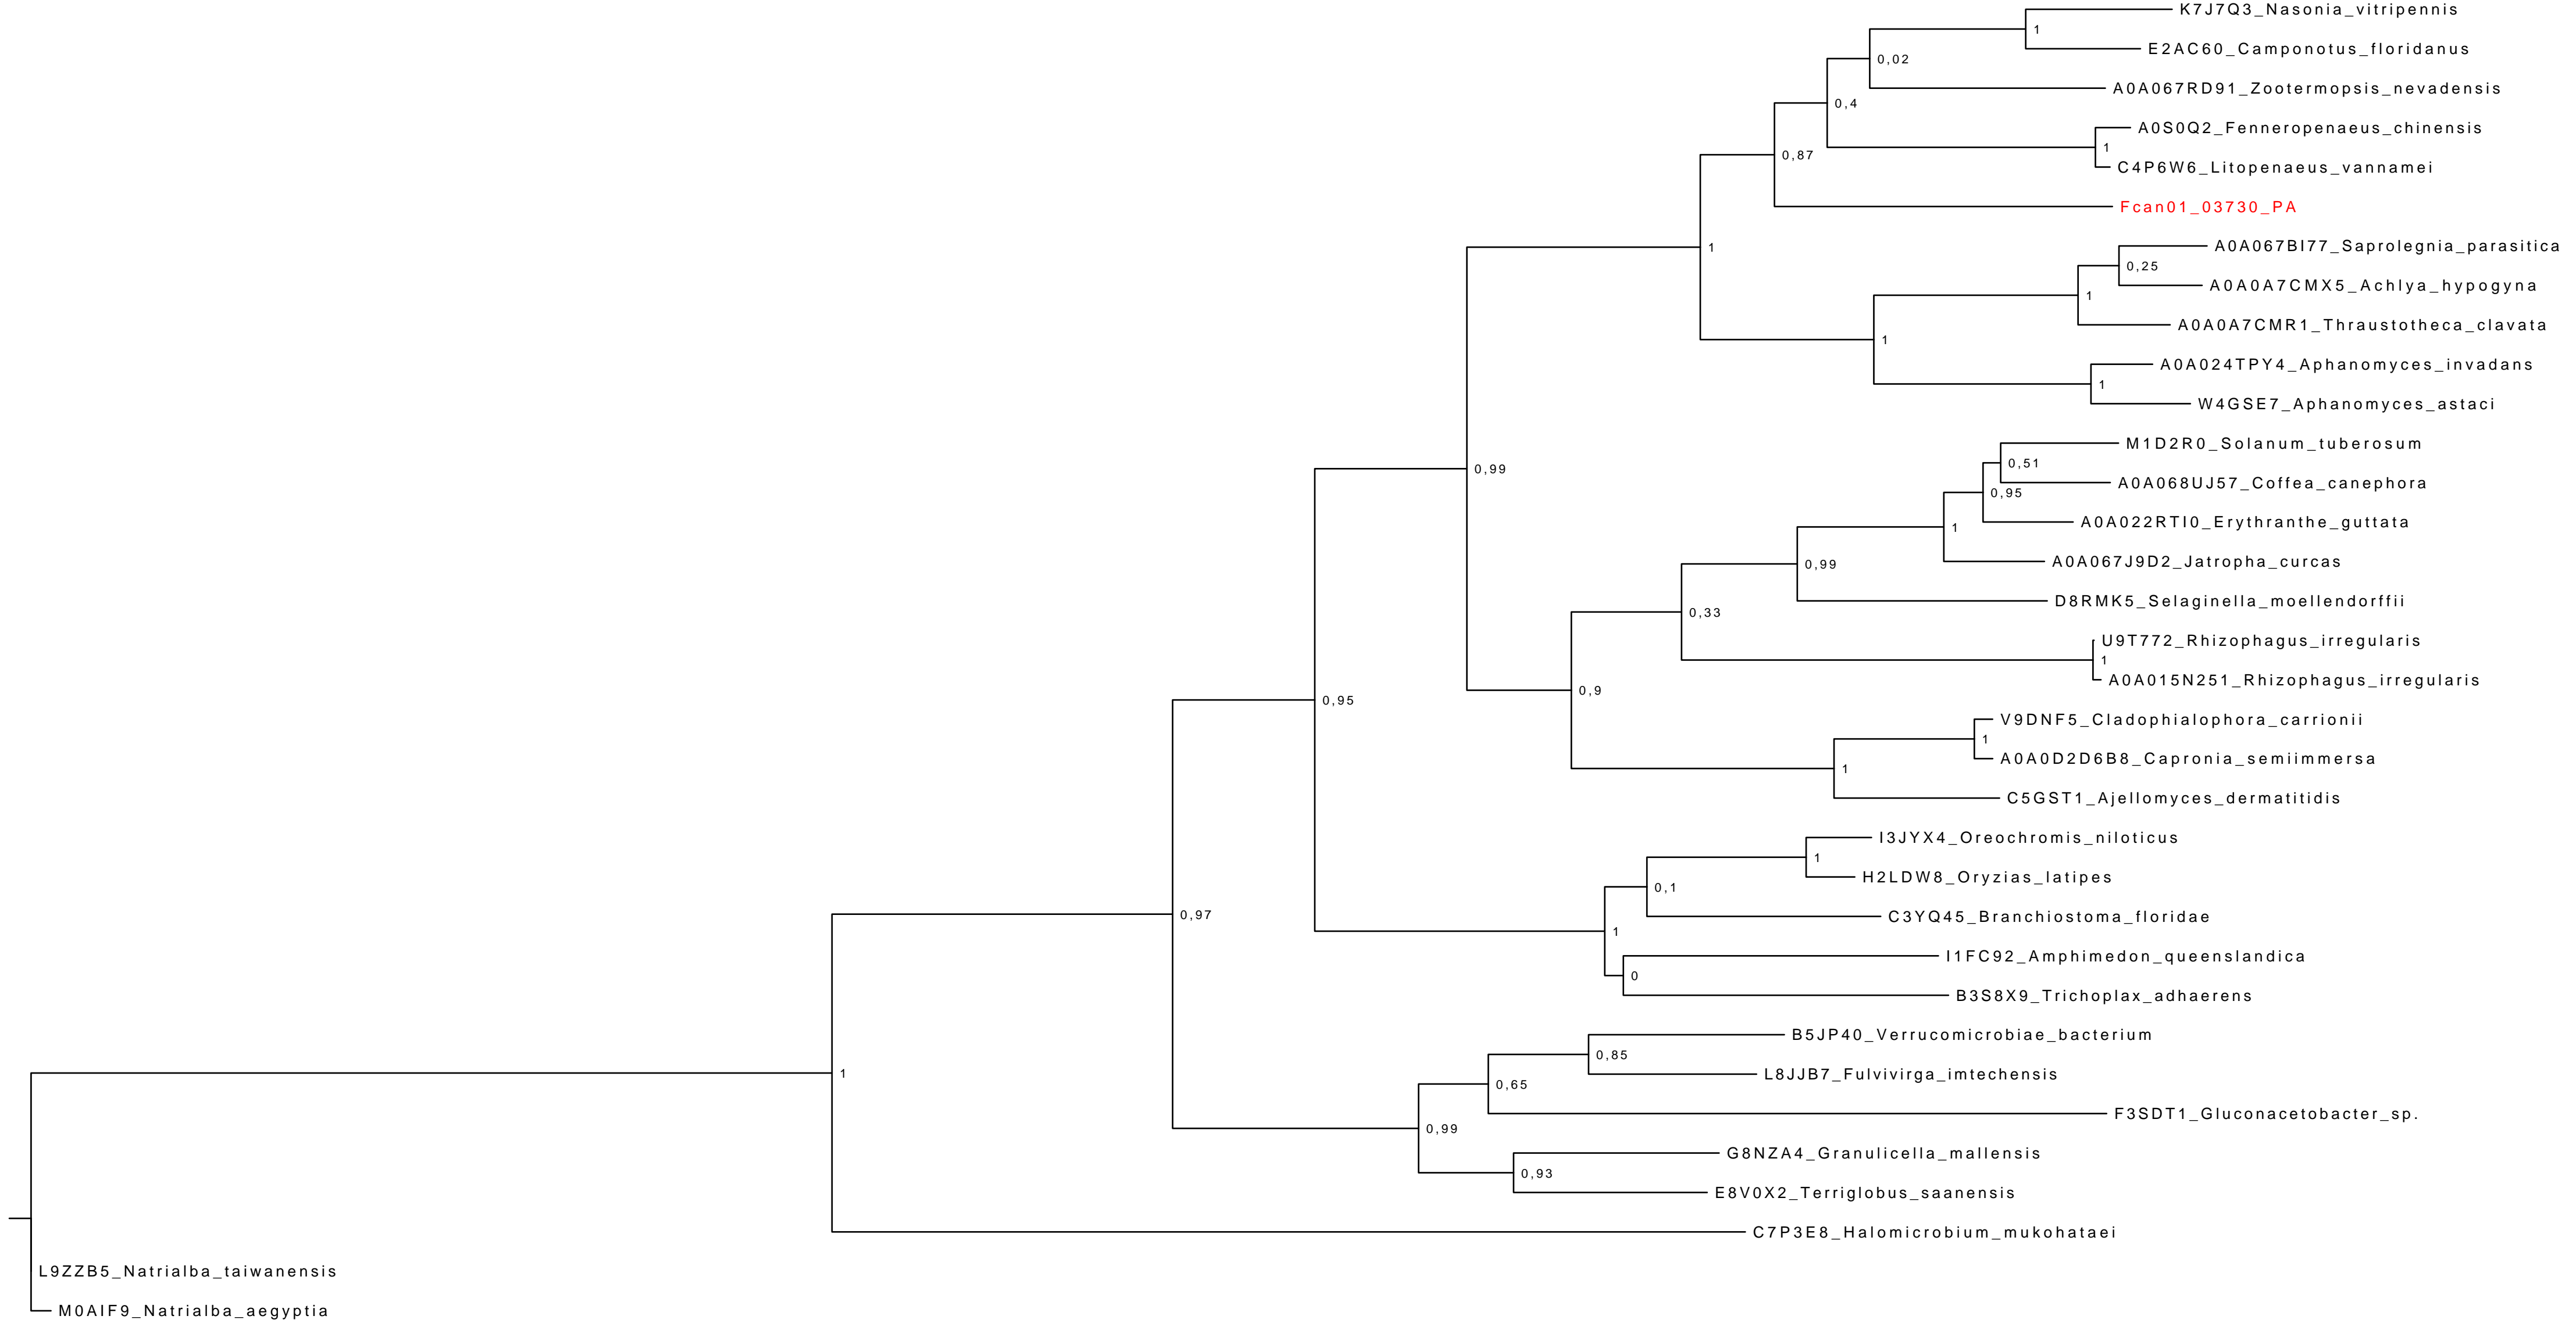 K7J7Q3_Nasonia_vitripennis
1
E2AC60_Camponotus_floridanus
0,02
A0A067RD91_Zootermopsis_nevadensis
0,4
A0S0Q2_Fenneropenaeus_chinensis
1
0,87
C4P6W6_Litopenaeus_vannamei
Fcan01_03730_PA
1
A0A067BI77_Saprolegnia_parasitica
0,25
A0A0A7CMX5_Achlya_hypogyna
1
A0A0A7CMR1_Thraustotheca_clavata
1
A0A024TPY4_Aphanomyces_invadans
1
W4GSE7_Aphanomyces_astaci
M1D2R0_Solanum_tuberosum
0,51
0,99
A0A068UJ57_Coffea_canephora
0,95
A0A022RTI0_Erythranthe_guttata
1
A0A067J9D2_Jatropha_curcas
0,99
D8RMK5_Selaginella_moellendorffii
0,33
U9T772_Rhizophagus_irregularis
1
A0A015N251_Rhizophagus_irregularis
0,9
0,95
V9DNF5_Cladophialophora_carrionii
1
A0A0D2D6B8_Capronia_semiimmersa
1
C5GST1_Ajellomyces_dermatitidis
I3JYX4_Oreochromis_niloticus
1
H2LDW8_Oryzias_latipes
0,1
0,97
C3YQ45_Branchiostoma_floridae
1
I1FC92_Amphimedon_queenslandica
0
B3S8X9_Trichoplax_adhaerens
B5JP40_Verrucomicrobiae_bacterium
0,85
1
L8JJB7_Fulvivirga_imtechensis
0,65
F3SDT1_Gluconacetobacter_sp.
0,99
G8NZA4_Granulicella_mallensis
0,93
E8V0X2_Terriglobus_saanensis
C7P3E8_Halomicrobium_mukohataei
L9ZZB5_Natrialba_taiwanensis
M0AIF9_Natrialba_aegyptia